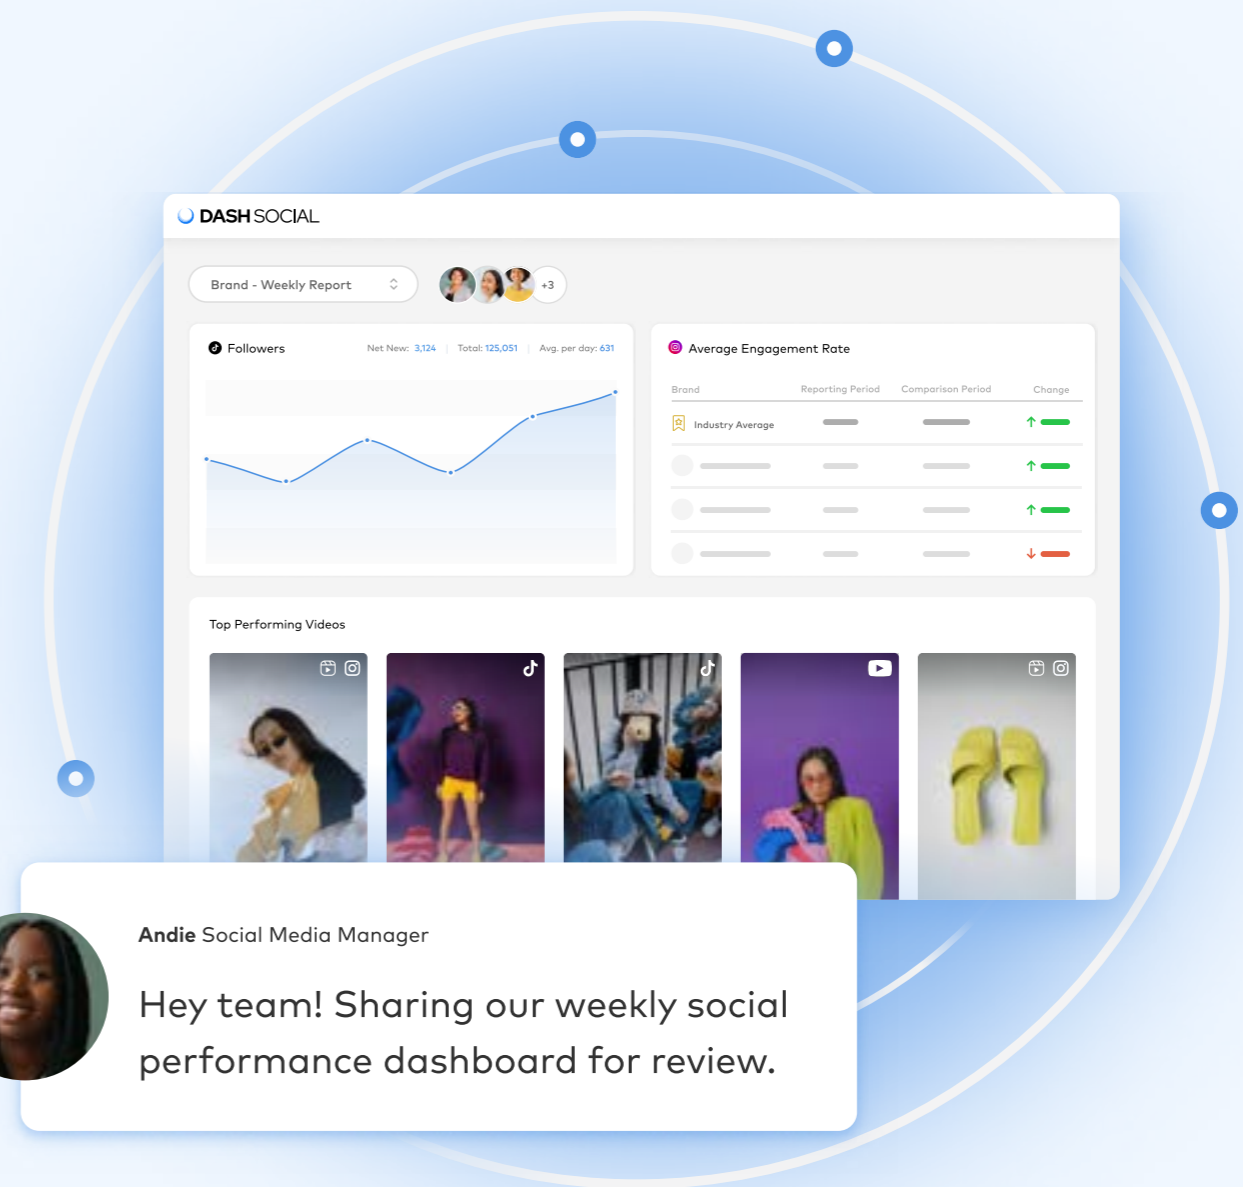 DASH SOCIAL
Brand - Weekly Report
+3
Followers
Net New: 3,124
Total: 125,051
Avg. per day: 631
Average Engagement Rate
Brand Reporting Period Comparison Period Change
Industry Average
Top Performing Videos
Andie Social Media Manager
Hey team! Sharing our weekly social
performance dashboard for review.